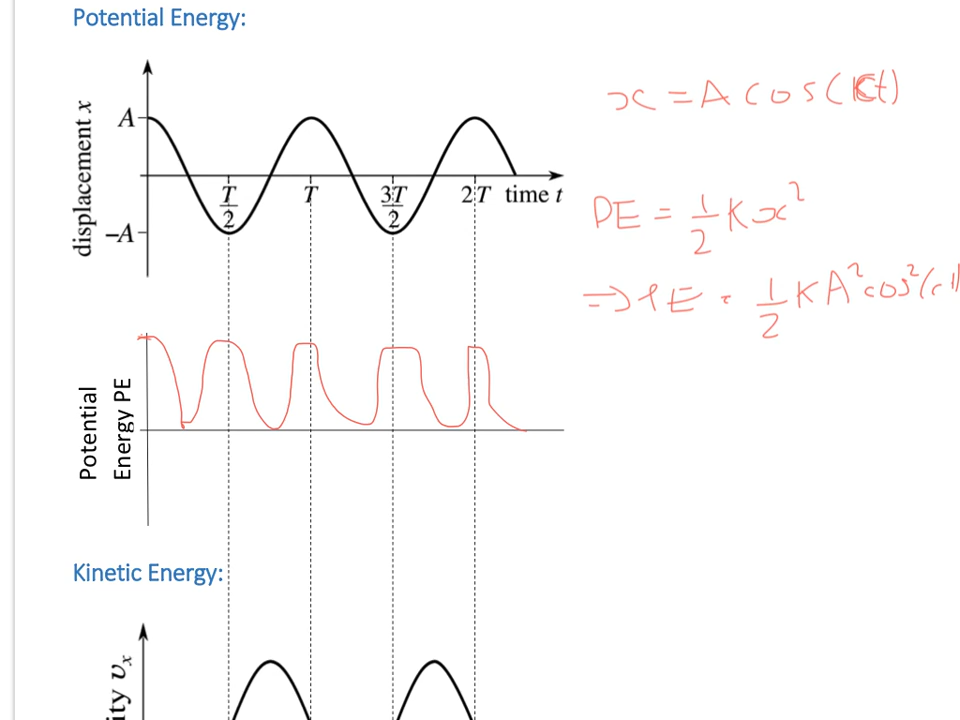 Potential Energy:
displacement x
A
-A
T/2
T
3T/2
2T
time t
x = A cos( t)
PE = 1/2 K x²
⇒ PE = 1/2 K A² cos²(
Potential
Energy PE
Kinetic Energy:
ity vₓ